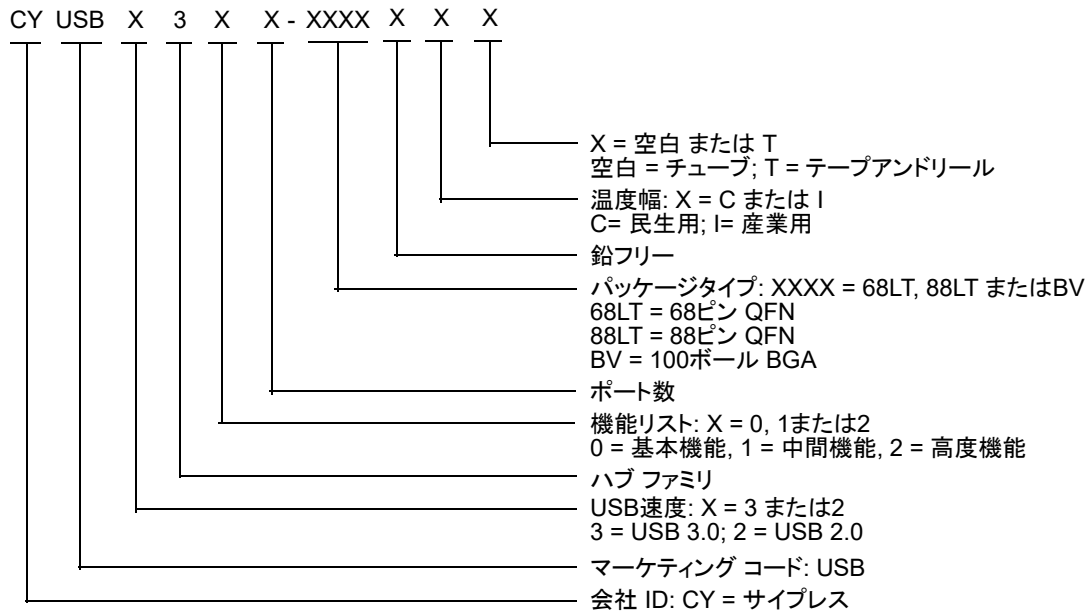 CY USB X 3 X X - XXXX X X X
X = 空白 または T
空白 = チューブ; T = テープアンドリール
温度幅: X = C または I
C= 民生用; I= 産業用
鉛フリー
パッケージタイプ: XXXX = 68LT, 88LT またはBV
68LT = 68ピン QFN
88LT = 88ピン QFN
BV = 100ボール BGA
ポート数
機能リスト: X = 0, 1または2
0 = 基本機能, 1 = 中間機能, 2 = 高度機能
ハブ ファミリ
USB速度: X = 3 または2
3 = USB 3.0; 2 = USB 2.0
マーケティング コード: USB
会社 ID: CY = サイプレス